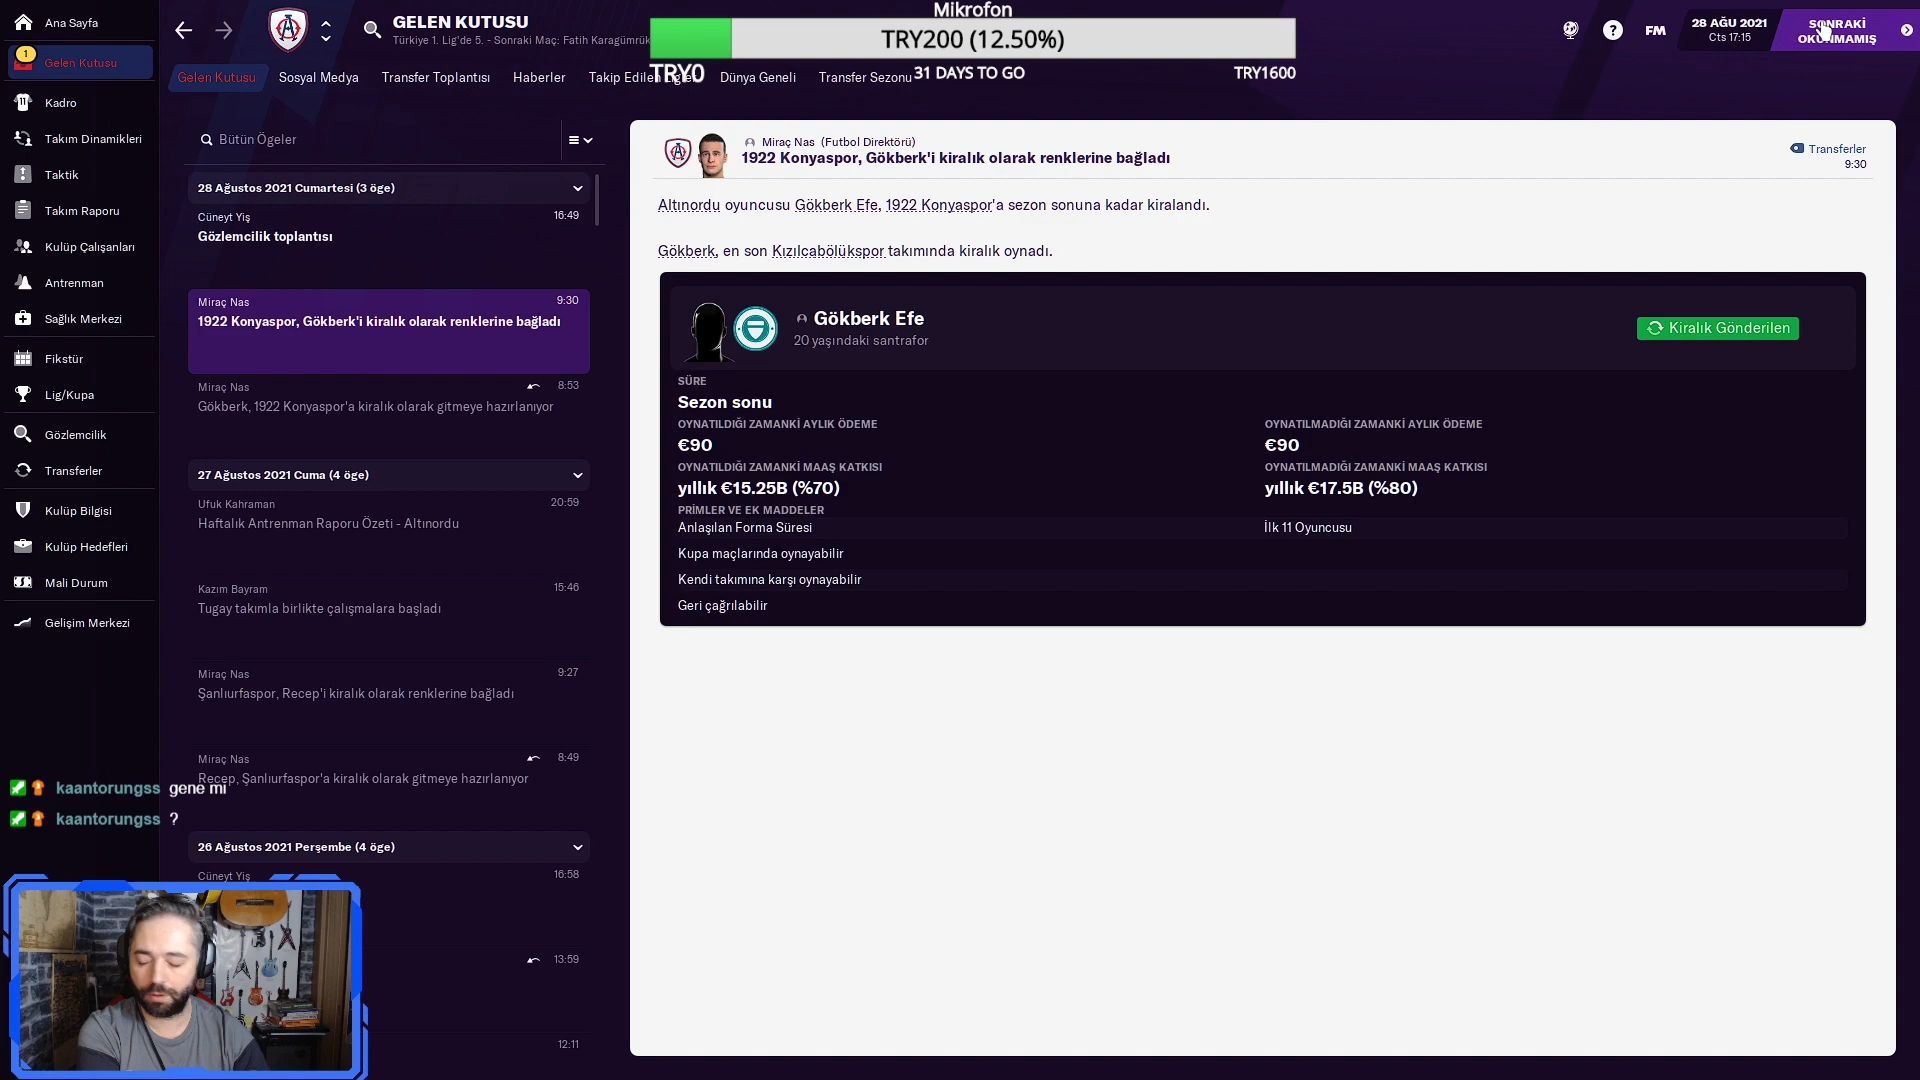 Ana Sayfa
1
Gelen Kutusu
Kadro
Takım Dinamikleri
Taktik
Takım Raporu
Kulüp Çalışanları
Antrenman
Sağlık Merkezi
Fikstür
Lig/Kupa
Gözlemcilik
Transferler
Kulüp Bilgisi
Kulüp Hedefleri
Mali Durum
Gelişim Merkezi
GELEN KUTUSU
Türkiye 1. Lig'de 5. - Sonraki Maç: Fatih Karagümrük
Mikrofon
TRY200 (12.50%)
TRY0
31 DAYS TO GO
TRY1600
FM
28 AĞU 2021
Cts 17:15
SONRAKİ
OKUNMAMIŞ
Gelen Kutusu
Sosyal Medya
Transfer Toplantısı
Haberler
Takip Edilen Ligler
Dünya Geneli
Transfer Sezonu
Bütün Ögeler
28 Ağustos 2021 Cumartesi (3 öge)
Cüneyt Yiş 16:49
Gözlemcilik toplantısı
Miraç Nas 9:30
1922 Konyaspor, Gökberk'i kiralık olarak renklerine bağladı
Miraç Nas 8:53
Gökberk, 1922 Konyaspor'a kiralık olarak gitmeye hazırlanıyor
27 Ağustos 2021 Cuma (4 öge)
Ufuk Kahraman 20:59
Haftalık Antrenman Raporu Özeti - Altınordu
Kazım Bayram 15:46
Tugay takımla birlikte çalışmalara başladı
Miraç Nas 9:27
Şanlıurfaspor, Recep'i kiralık olarak renklerine bağladı
Miraç Nas 8:49
Recep, Şanlıurfaspor'a kiralık olarak gitmeye hazırlanıyor
26 Ağustos 2021 Perşembe (4 öge)
Cüneyt Yiş 16:58
13:59
12:11
kaantorungss gene mi
kaantorungss ?
Miraç Nas (Futbol Direktörü)
1922 Konyaspor, Gökberk'i kiralık olarak renklerine bağladı
Transferler
9:30
Altınordu oyuncusu Gökberk Efe, 1922 Konyaspor'a sezon sonuna kadar kiralandı.
Gökberk, en son Kızılcabölükspor takımında kiralık oynadı.
Gökberk Efe
20 yaşındaki santrafor
Kiralık Gönderilen
SÜRE
Sezon sonu
OYNATILDIĞI ZAMANKİ AYLIK ÖDEME
€90
OYNATILMADIĞI ZAMANKİ AYLIK ÖDEME
€90
OYNATILDIĞI ZAMANKİ MAAŞ KATKISI
yıllık €15.25B (%70)
OYNATILMADIĞI ZAMANKİ MAAŞ KATKISI
yıllık €17.5B (%80)
PRİMLER VE EK MADDELER
Anlaşılan Forma Süresi İlk 11 Oyuncusu
Kupa maçlarında oynayabilir
Kendi takımına karşı oynayabilir
Geri çağrılabilir